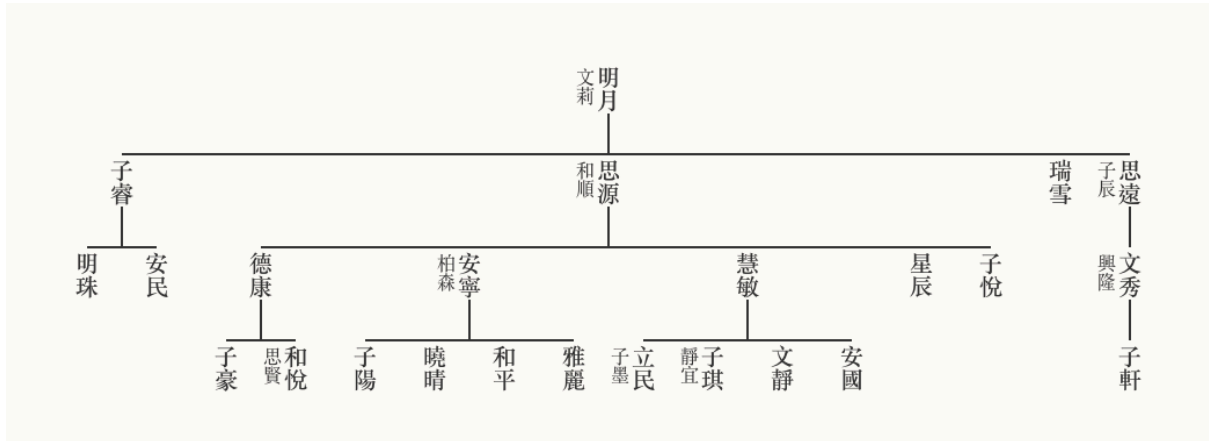 明月
文莉
子睿
思源
和順
瑞雪
思遠
子辰
明珠
安民
德康
安寧
柏森
慧敏
星辰
子悅
文秀
興隆
子豪
和悅
思賢
子陽
曉晴
和平
雅麗
立民
子墨
子琪
靜宜
文靜
安國
子軒